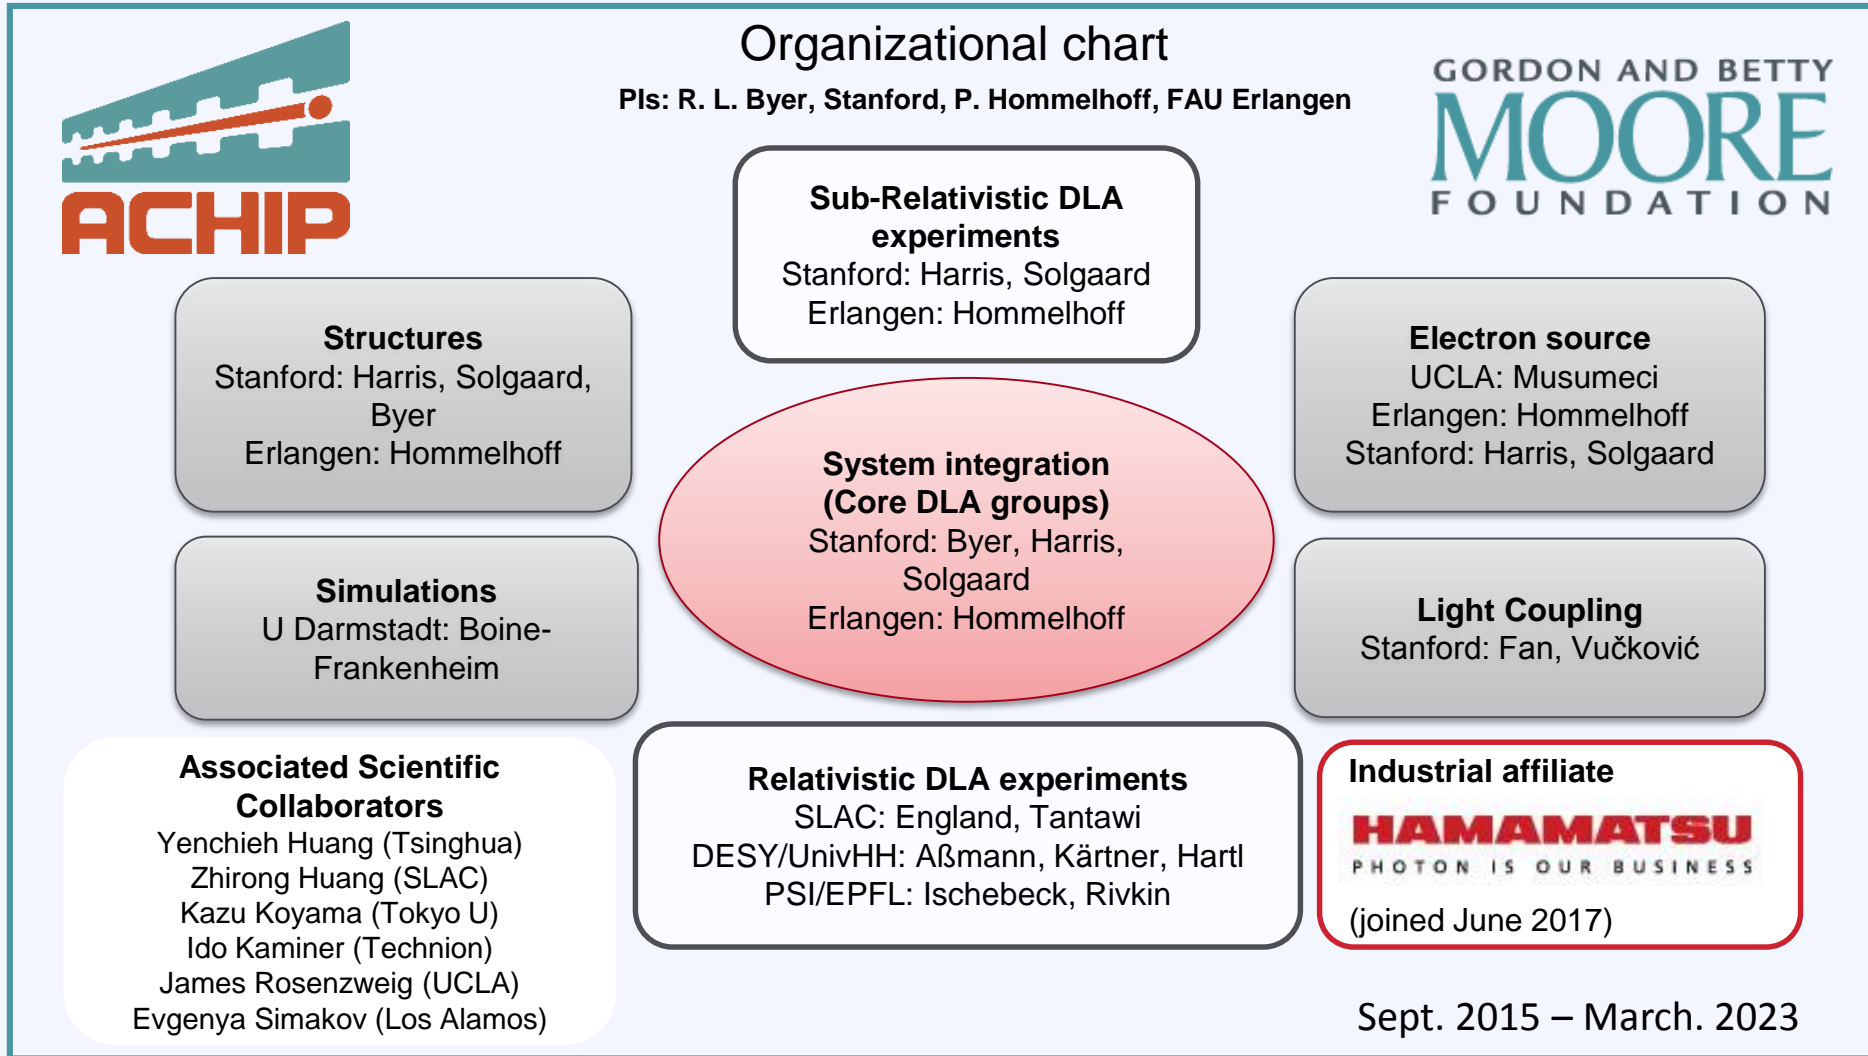 Organizational chart
PIs: R. L. Byer, Stanford, P. Hommelhoff, FAU Erlangen
ACHIP
GORDON AND BETTY
MOORE
FOUNDATION
Sub-Relativistic DLA
experiments
Stanford: Harris, Solgaard
Erlangen: Hommelhoff
Structures
Stanford: Harris, Solgaard,
Byer
Erlangen: Hommelhoff
Electron source
UCLA: Musumeci
Erlangen: Hommelhoff
Stanford: Harris, Solgaard
System integration
(Core DLA groups)
Stanford: Byer, Harris,
Solgaard
Erlangen: Hommelhoff
Simulations
U Darmstadt: Boine-
Frankenheim
Light Coupling
Stanford: Fan, Vučković
Associated Scientific
Collaborators
Yenchieh Huang (Tsinghua)
Zhirong Huang (SLAC)
Kazu Koyama (Tokyo U)
Ido Kaminer (Technion)
James Rosenzweig (UCLA)
Evgenya Simakov (Los Alamos)
Relativistic DLA experiments
SLAC: England, Tantawi
DESY/UnivHH: Aßmann, Kärtner, Hartl
PSI/EPFL: Ischebeck, Rivkin
Industrial affiliate
HAMAMATSU
PHOTON IS OUR BUSINESS
(joined June 2017)
Sept. 2015 – March. 2023